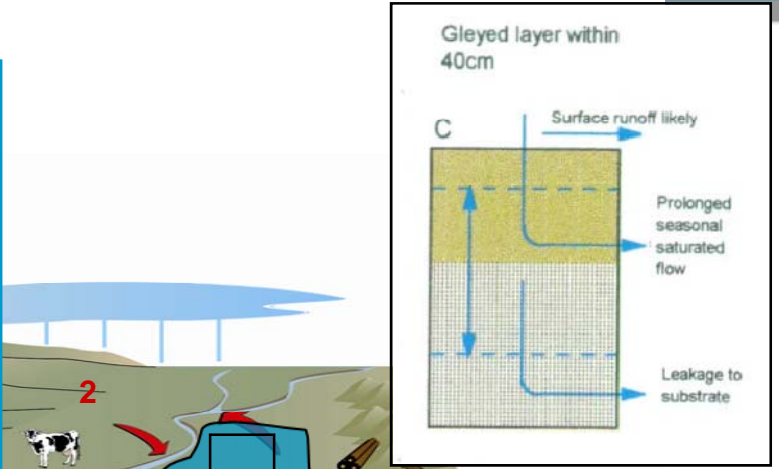 Gleyed layer within
40cm
C
Surface runoff likely
Prolonged
seasonal
saturated
flow
Leakage to
substrate
2